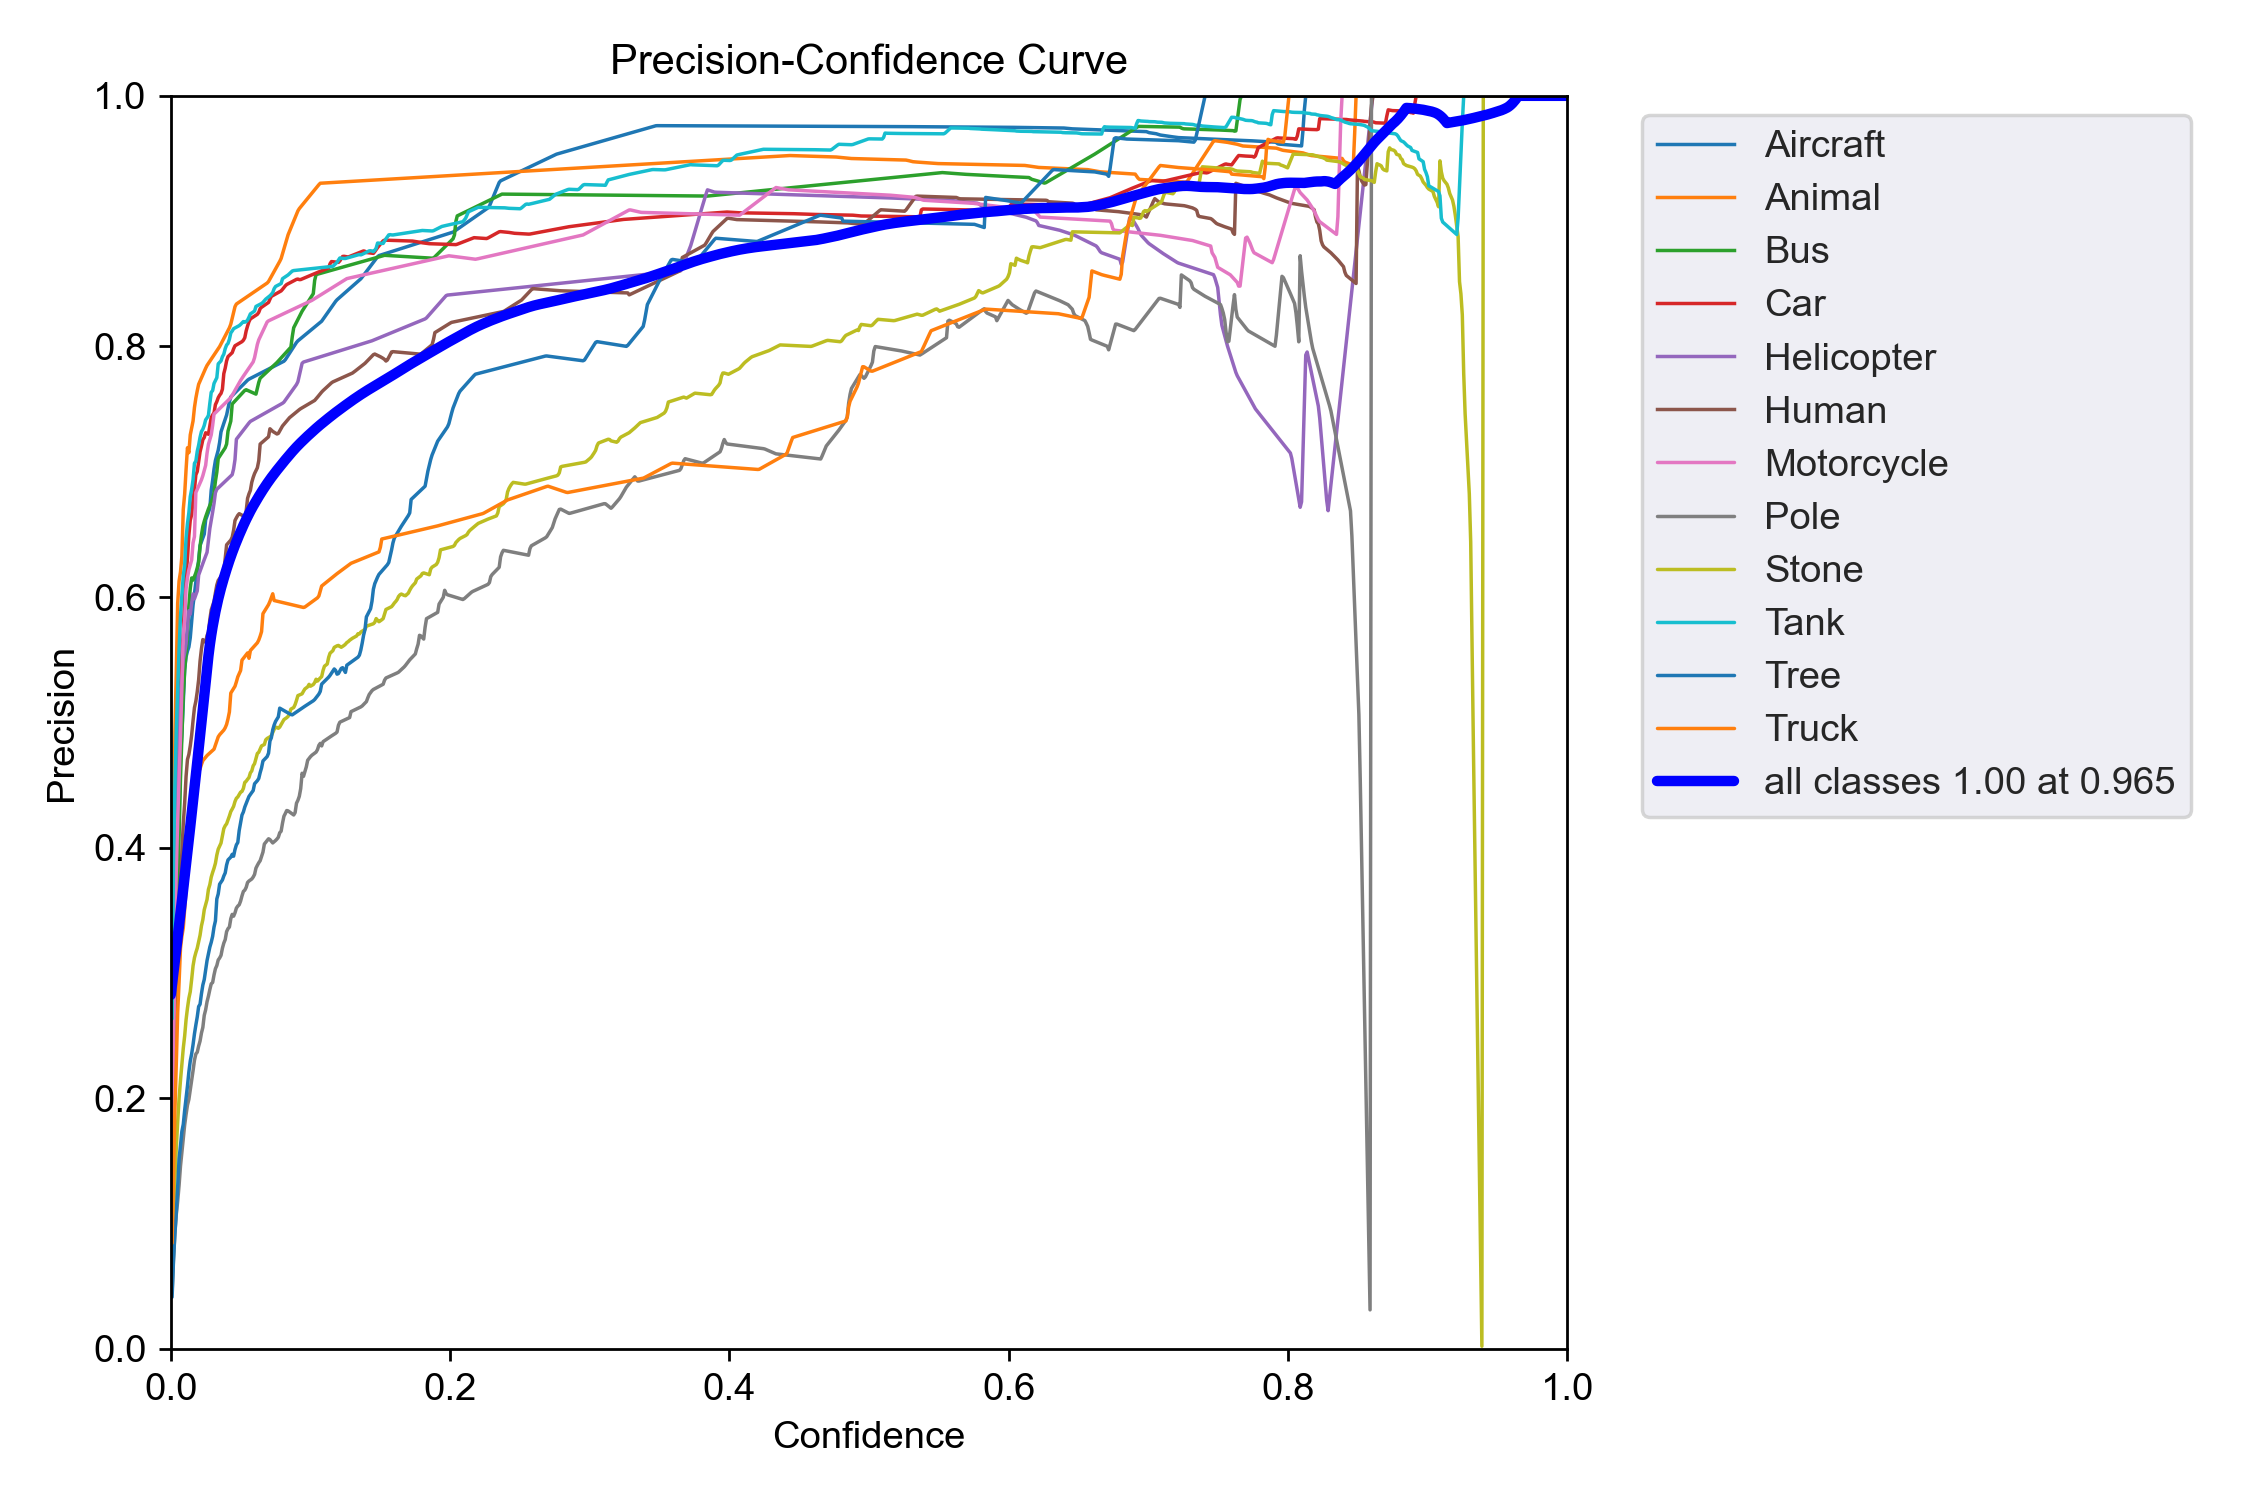 Precision-Confidence Curve
1.0
0.8
0.6
0.4
0.2
0.0
Precision
0.0 0.2 0.4 0.6 0.8 1.0
Confidence
Aircraft
Animal
Bus
Car
Helicopter
Human
Motorcycle
Pole
Stone
Tank
Tree
Truck
all classes 1.00 at 0.965